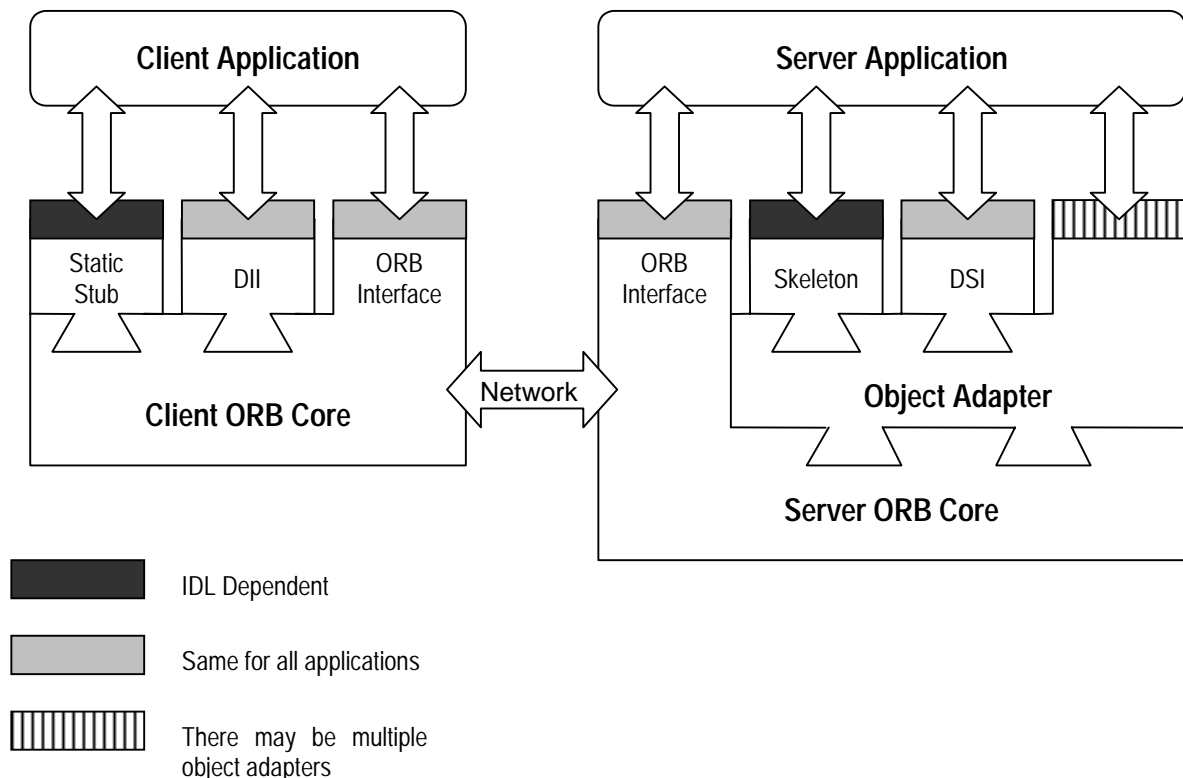 Client Application
Server Application
Static
Stub
DII
ORB
Interface
ORB
Interface
Skeleton
DSI
Network
Client ORB Core
Object Adapter
Server ORB Core
IDL Dependent
Same for all applications
There may be multiple
object adapters